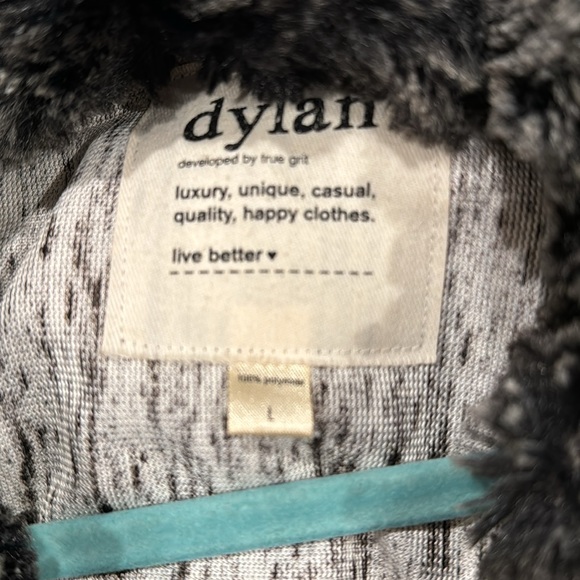 dylan
developed by true grit
luxury, unique, casual,
quality, happy clothes.
live better ♥
100% polyester
L